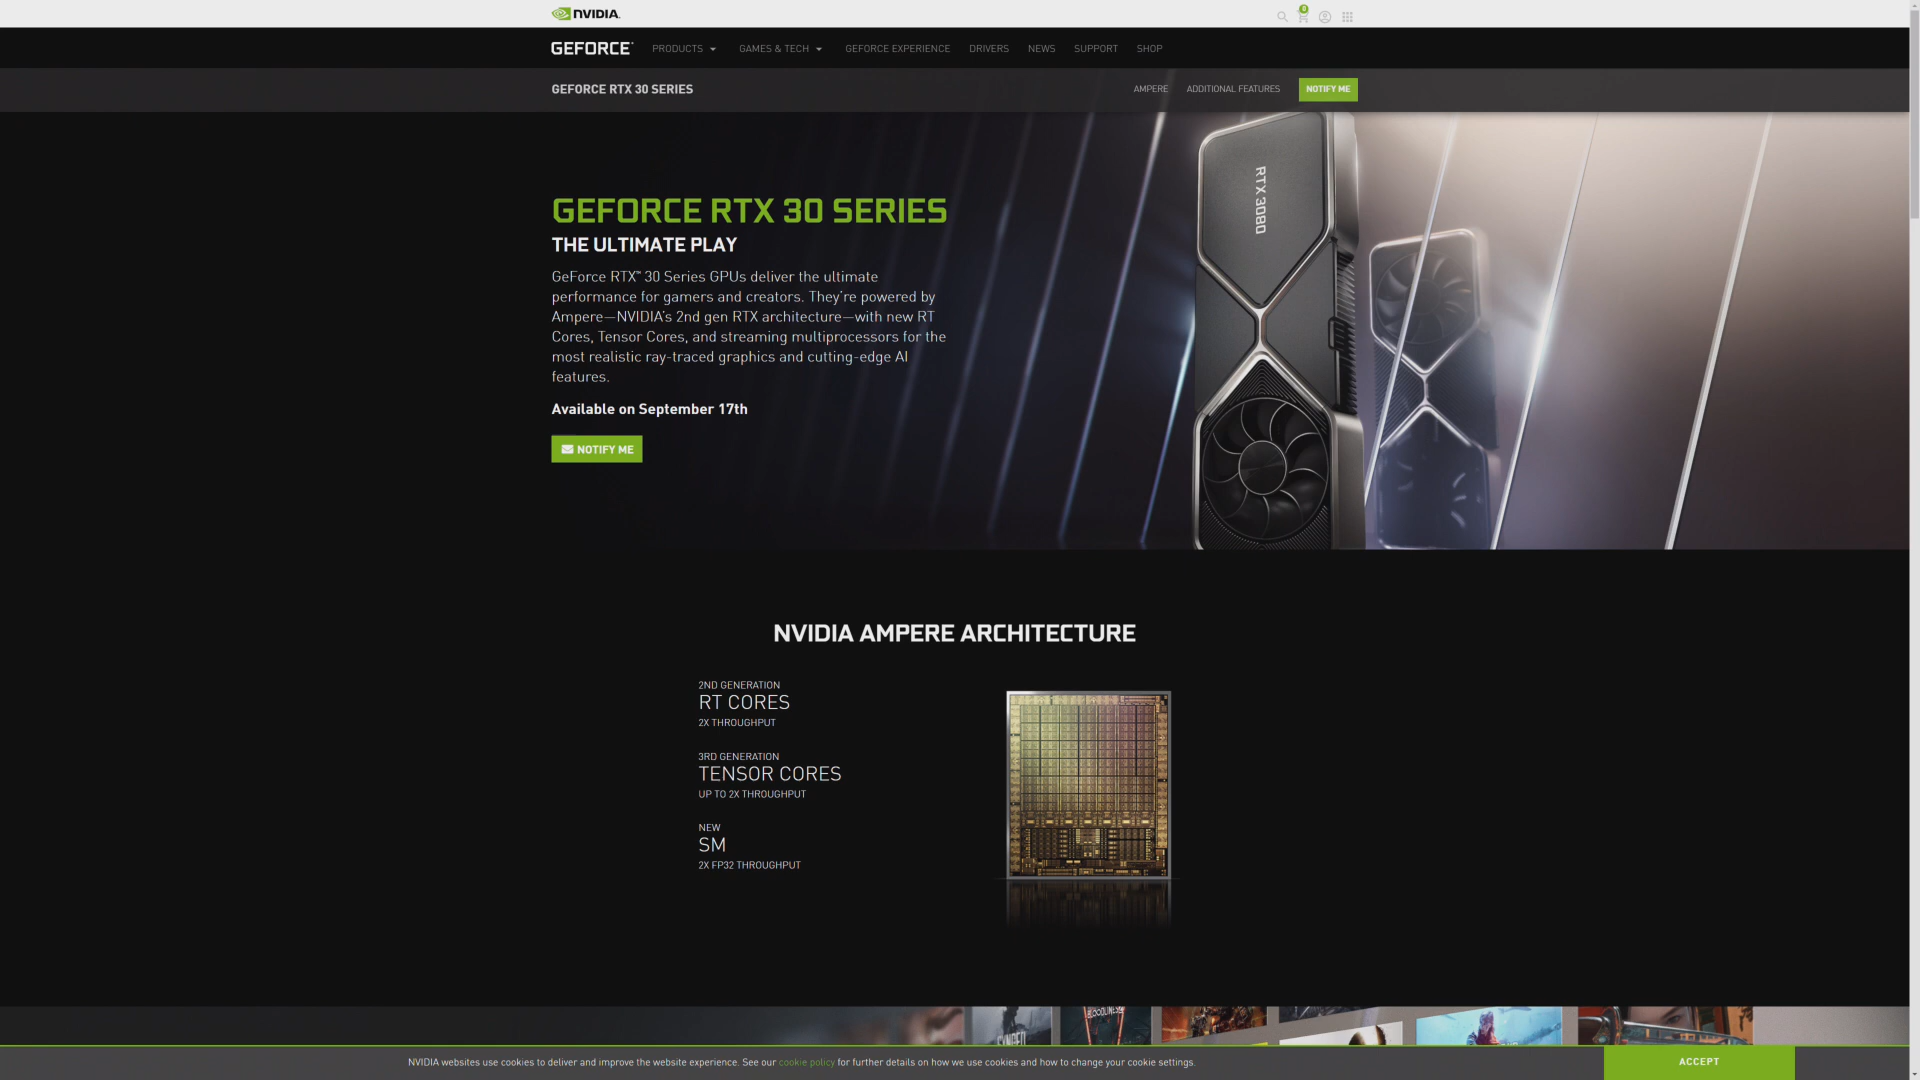 NVIDIA.
0
GEFORCE
PRODUCTS
GAMES & TECH
GEFORCE EXPERIENCE
DRIVERS
NEWS
SUPPORT
SHOP
GEFORCE RTX 30 SERIES
AMPERE
ADDITIONAL FEATURES
NOTIFY ME
RTX 3080
GEFORCE RTX 30 SERIES
THE ULTIMATE PLAY
GeForce RTX™ 30 Series GPUs deliver the ultimate
performance for gamers and creators. They're powered by
Ampere—NVIDIA's 2nd gen RTX architecture—with new RT
Cores, Tensor Cores, and streaming multiprocessors for the
most realistic ray-traced graphics and cutting-edge AI
features.
Available on September 17th
NOTIFY ME
NVIDIA AMPERE ARCHITECTURE
2ND GENERATION
RT CORES
2X THROUGHPUT
3RD GENERATION
TENSOR CORES
UP TO 2X THROUGHPUT
NEW
SM
2X FP32 THROUGHPUT
NVIDIA websites use cookies to deliver and improve the website experience. See our cookie policy for further details on how we use cookies and how to change your cookie settings.
ACCEPT